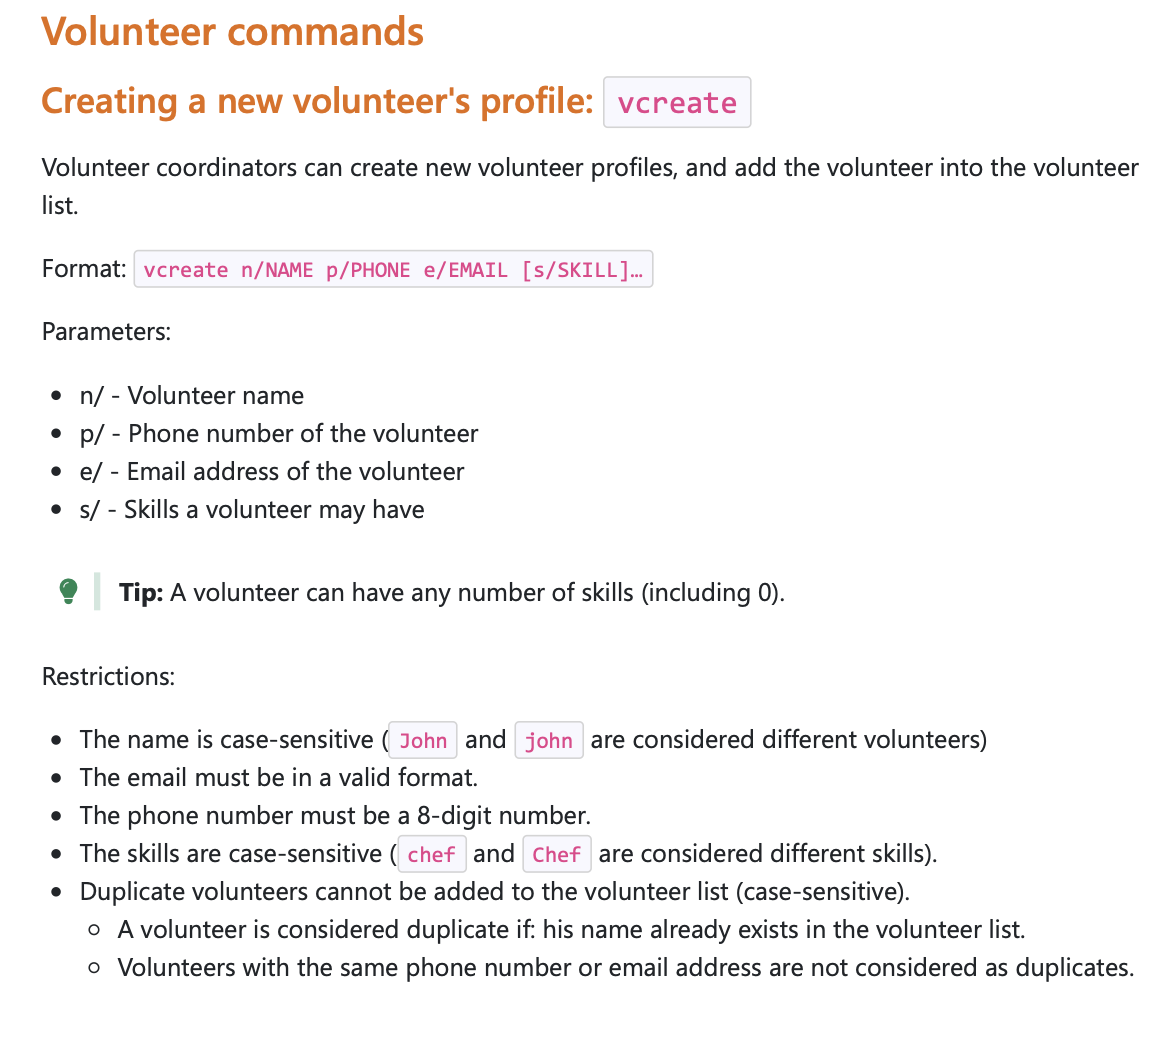 Volunteer commands
Creating a new volunteer's profile: vcreate
Volunteer coordinators can create new volunteer profiles, and add the volunteer into the volunteer
list.
Format: vcreate n/NAME p/PHONE e/EMAIL [s/SKILL]…
Parameters:
• n/ - Volunteer name
• p/ - Phone number of the volunteer
• e/ - Email address of the volunteer
• s/ - Skills a volunteer may have
Tip: A volunteer can have any number of skills (including 0).
Restrictions:
• The name is case-sensitive (John and john are considered different volunteers)
• The email must be in a valid format.
• The phone number must be a 8-digit number.
• The skills are case-sensitive (chef and Chef are considered different skills).
• Duplicate volunteers cannot be added to the volunteer list (case-sensitive).
◦ A volunteer is considered duplicate if: his name already exists in the volunteer list.
◦ Volunteers with the same phone number or email address are not considered as duplicates.